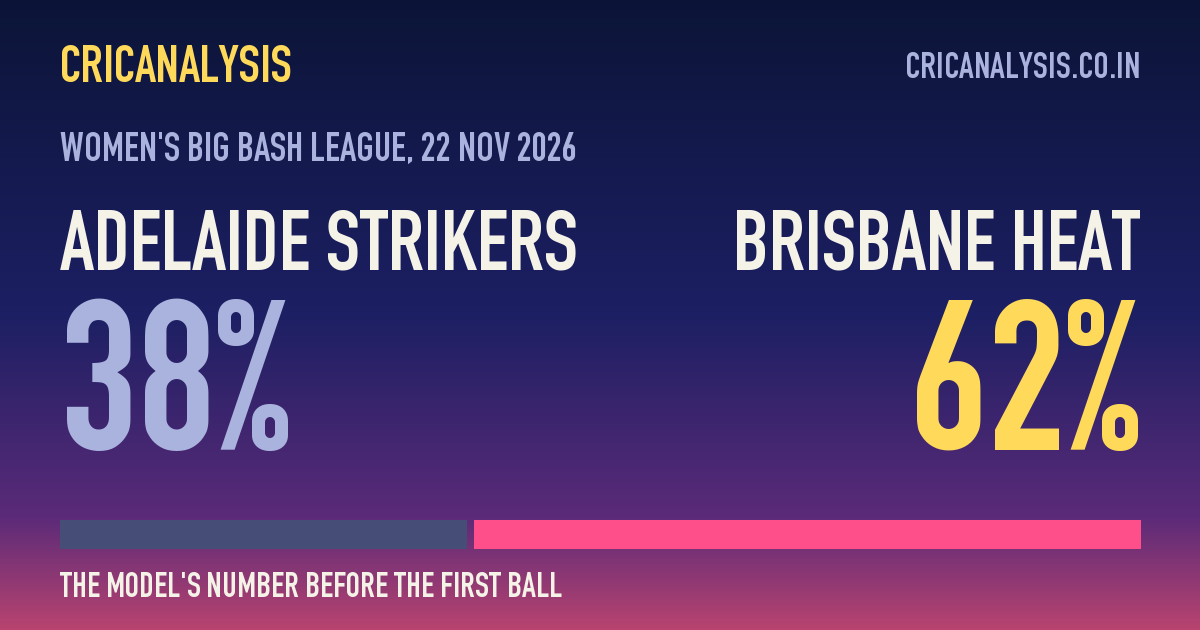 CRICANALYSIS
CRICANALYSIS.CO.IN
WOMEN'S BIG BASH LEAGUE, 22 NOV 2026
ADELAIDE STRIKERS
BRISBANE HEAT
38%
62%
THE MODEL'S NUMBER BEFORE THE FIRST BALL